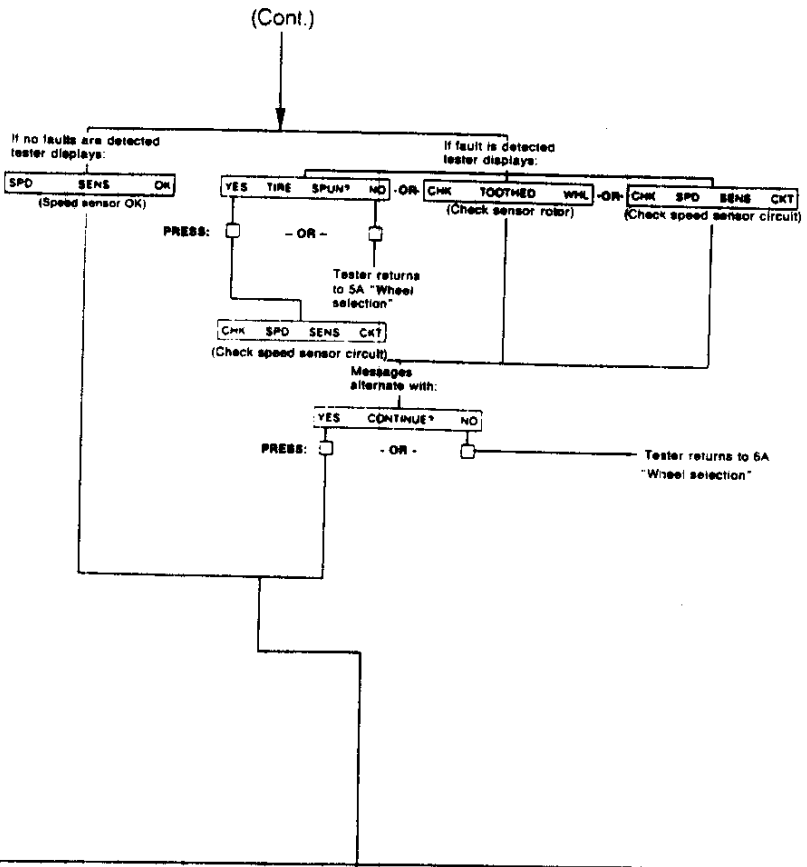 (Cont.)
If no faults are detected
tester displays:
If fault is detected
tester displays:
SPD SENS OK
(Speed sensor OK)
YES TIRE SPUN? NO
-OR-
CHK TOOTHED WHL
(Check sensor rotor)
-OR-
CHK SPD SENS CKT
(Check speed sensor circuit)
PRESS: - OR -
Tester returns
to 5A "Wheel
selection"
CHK SPD SENS CKT
(Check speed sensor circuit)
Messages
alternate with:
YES CONTINUE? NO
PRESS: - OR -
Tester returns to 6A
"Wheel selection"